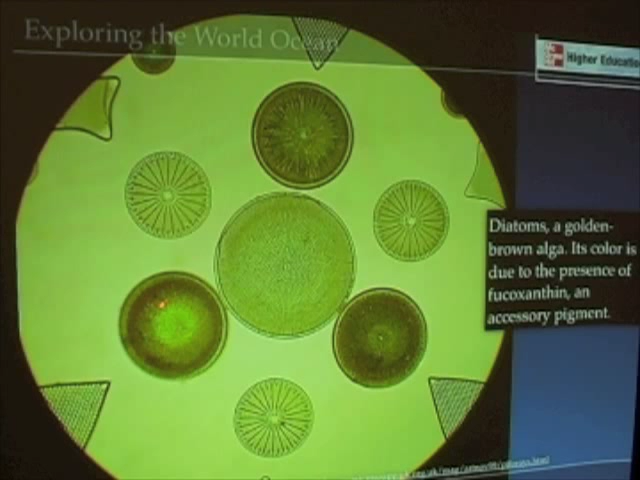 Exploring the World Ocean
Higher Educatio
Diatoms, a golden-
brown alga. Its color is
due to the presence of
fucoxanthin, an
accessory pigment.